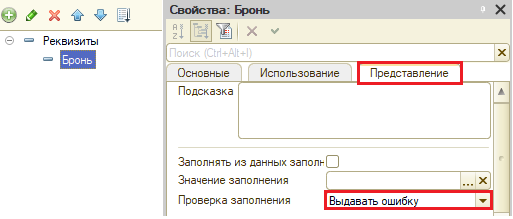 Свойства: Бронь
Реквизиты
Бронь
Поиск (Ctrl+Alt+I)
Основные
Использование
Представление
Подсказка
Заполнять из данных заполн
Значение заполнения
...
Проверка заполнения
Выдавать ошибку